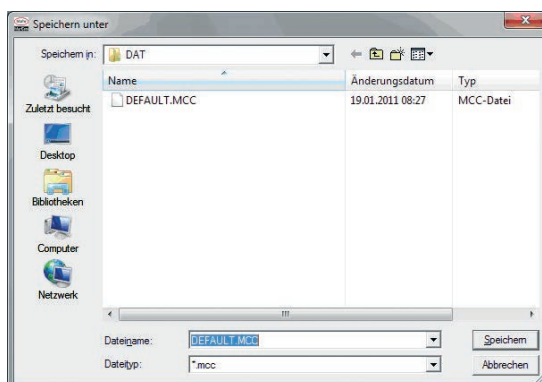 Speichern unter
Speichern in: DAT
Name Änderungsdatum Typ
DEFAULT.MCC 19.01.2011 08:27 MCC-Datei
Zuletzt besucht
Desktop
Bibliotheken
Computer
Netzwerk
Dateiname: DEFAULT.MCC Speichern
Dateityp: *.mcc Abbrechen